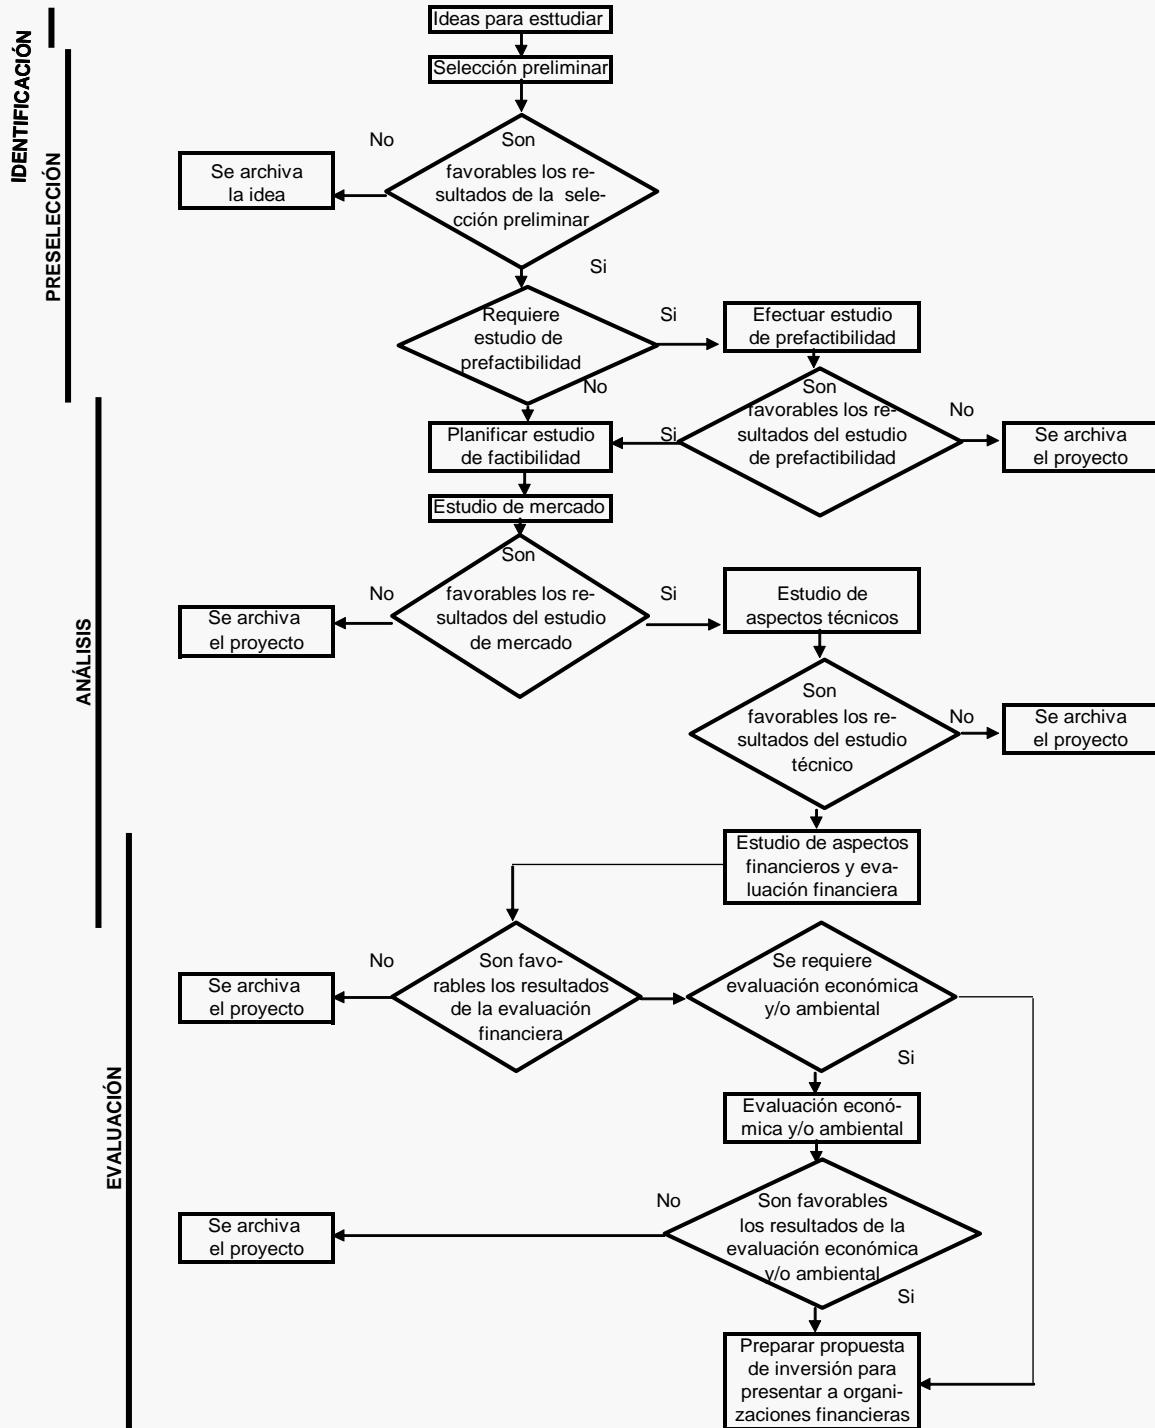 IDENTIFICACIÓN
PRESELECCIÓN
ANÁLISIS
EVALUACIÓN
Ideas para esttudiar
Selección preliminar
No
Son
favorables los re-
sultados de la sele-
cción preliminar
Se archiva
la idea
Si
Requiere
estudio de
prefactibilidad
Si
Efectuar estudio
de prefactibilidad
No
Son
favorables los re-
sultados del estudio
de prefactibilidad
No
Se archiva
el proyecto
Si
Planificar estudio
de factibilidad
Estudio de mercado
Son
favorables los re-
sultados del estudio
de mercado
No
Se archiva
el proyecto
Si
Estudio de
aspectos técnicos
Son
favorables los re-
sultados del estudio
técnico
No
Se archiva
el proyecto
Estudio de aspectos
financieros y eva-
luación financiera
No
Son favo-
rables los resultados
de la evaluación
financiera
Se archiva
el proyecto
Se requiere
evaluación económica
y/o ambiental
Si
Evaluación econó-
mica y/o ambiental
No
Son favorables
los resultados de la
evaluación económica
y/o ambiental
Se archiva
el proyecto
Si
Preparar propuesta
de inversión para
presentar a organi-
zaciones financieras